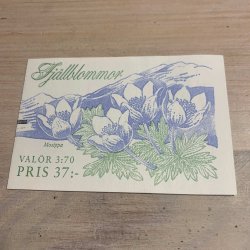 Fjällblommor
Mosippa
VALÖR 3:70
PRIS 37:-